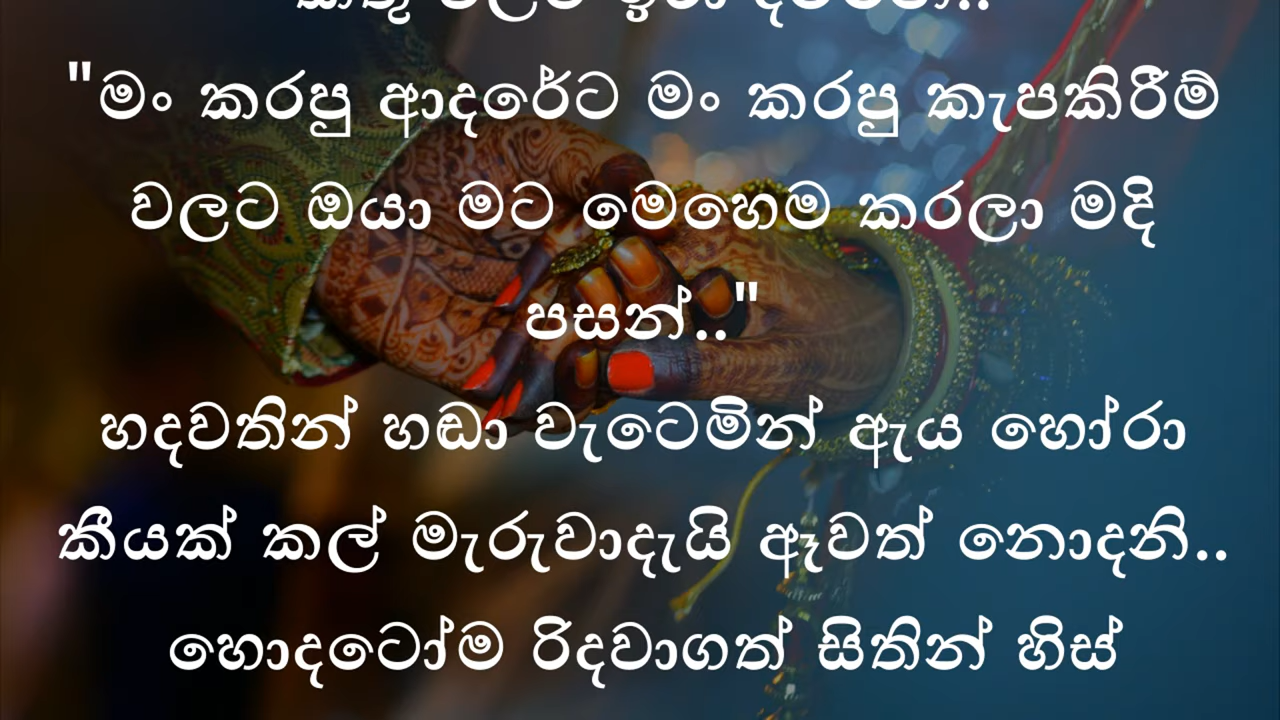 "මං කරපු ආදරේට මං කරපු කැපකිරීම්
වලට ඔයා මට මෙහෙම කරලා මදි
පසන්.."
හදවතින් හඬා වැටෙමින් ඇය හෝරා
කීයක් කල් මැරුවාදැයි ඈවත් නොදනි..
හොදටෝම රිදවාගත් සිතින් හිස්